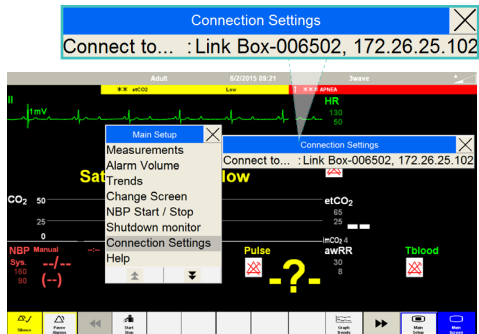 Connection Settings
Connect to... : Link Box-006502, 172.26.25.102
Adult 8/2/2015 09:21 3wave
** etCO2 Low *** APNEA
II
1mV
HR
130
50
Main Setup
Measurements
Alarm Volume
Trends
Change Screen
NBP Start / Stop
Shutdown monitor
Connection Settings
Help
Connection Settings
Connect to... : Link Box-006502, 172.26.25.102
Sat low
CO2 50
25
0
etCO2
65
25
imCO2 4
NBP Manual --:--
Sys.
160
90
--/--
(--)
Pulse
-?-
awRR
30
8
Tblood
Silence
Pause Alarms
Start Stop
Graph Trends
Main Setup
Main Screen